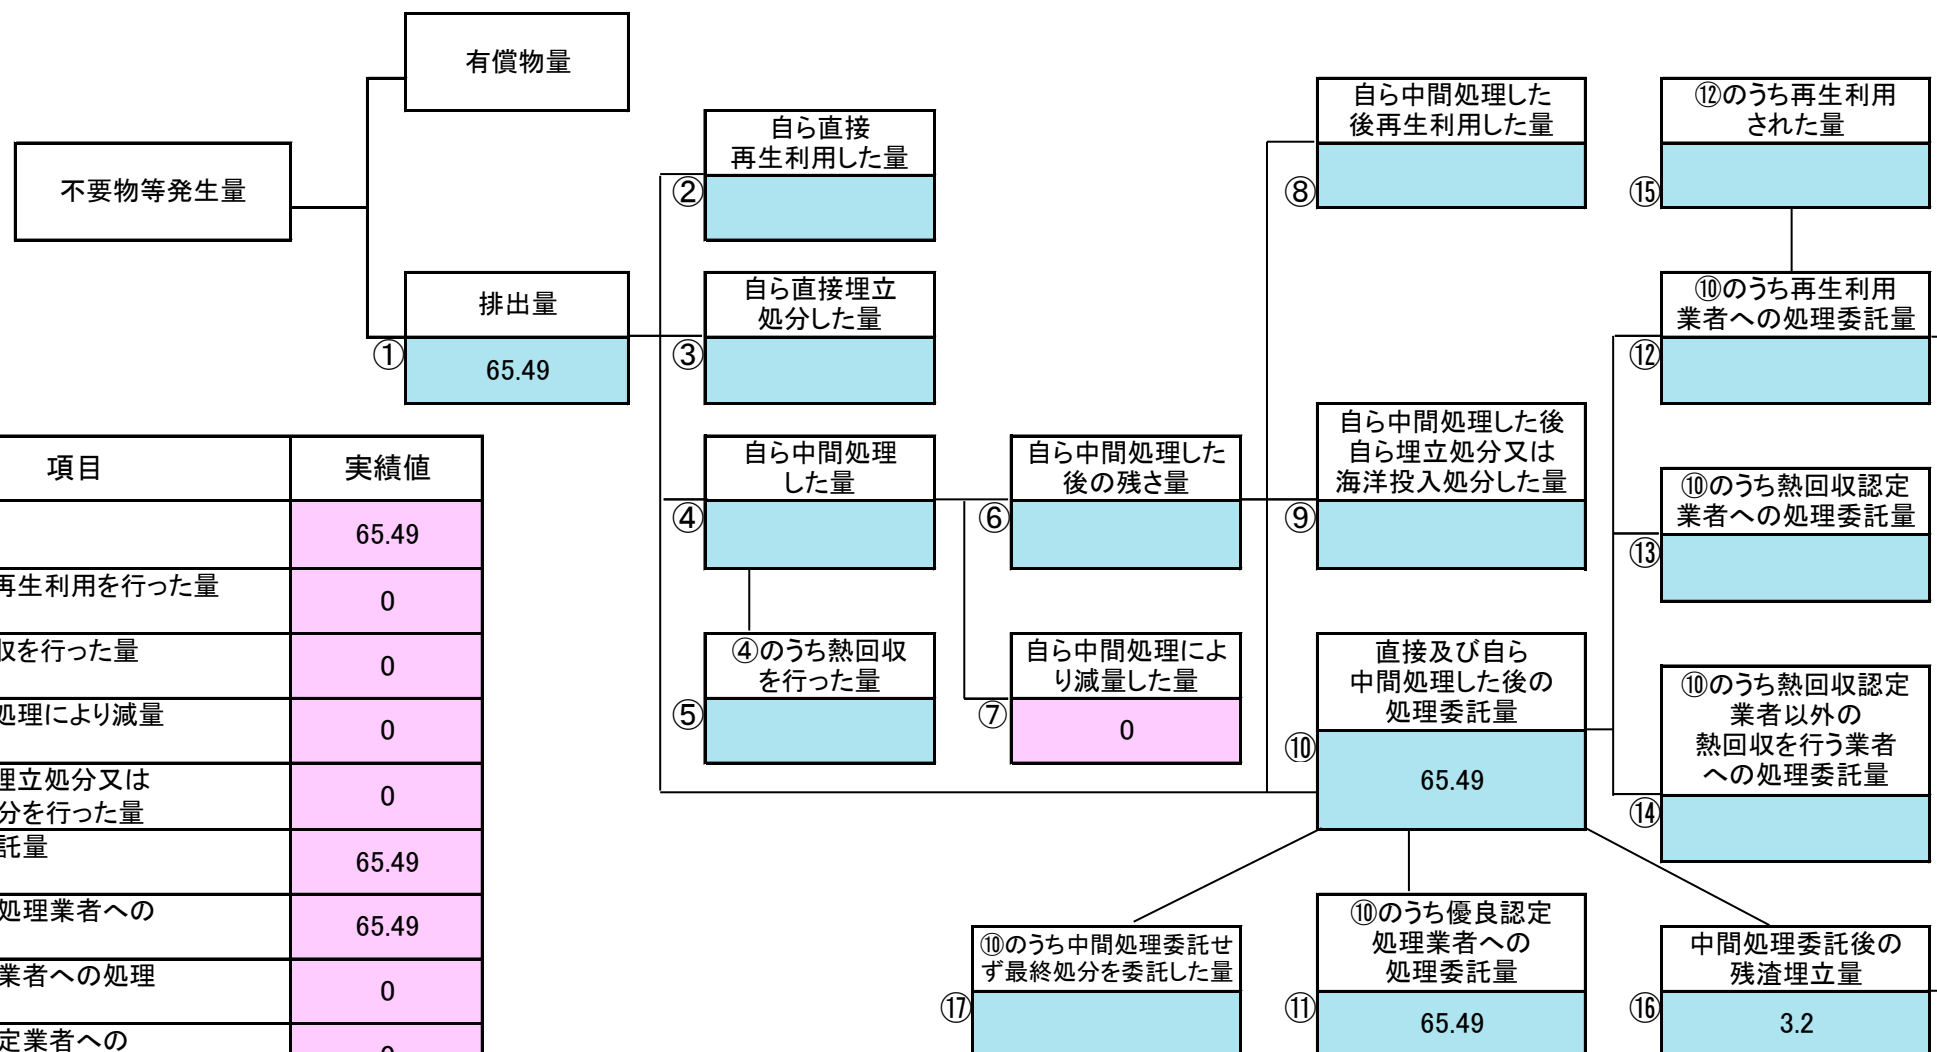 有償物量
不要物等発生量
排出量
①
65.49
自ら直接
再生利用した量
②
自ら直接埋立
処分した量
③
自ら中間処理
した量
④
④のうち熱回収
を行った量
⑤
自ら中間処理した
後の残さ量
⑥
自ら中間処理によ
り減量した量
⑦
0
自ら中間処理した
後再生利用した量
⑧
自ら中間処理した後
自ら埋立処分又は
海洋投入処分した量
⑨
直接及び自ら
中間処理した後の
処理委託量
⑩
65.49
⑫のうち再生利用
された量
⑮
⑩のうち再生利用
業者への処理委託量
⑫
⑩のうち熱回収認定
業者への処理委託量
⑬
⑩のうち熱回収認定
業者以外の
熱回収を行う業者
への処理委託量
⑭
⑩のうち中間処理委託せ
ず最終処分を委託した量
⑰
⑩のうち優良認定
処理業者への
処理委託量
⑪
65.49
中間処理委託後の
残渣埋立量
⑯
3.2
項目
実績値
65.49
再生利用を行った量
0
収を行った量
0
処理により減量
0
埋立処分又は
分を行った量
0
託量
65.49
処理業者への
65.49
業者への処理
0
定業者への
0